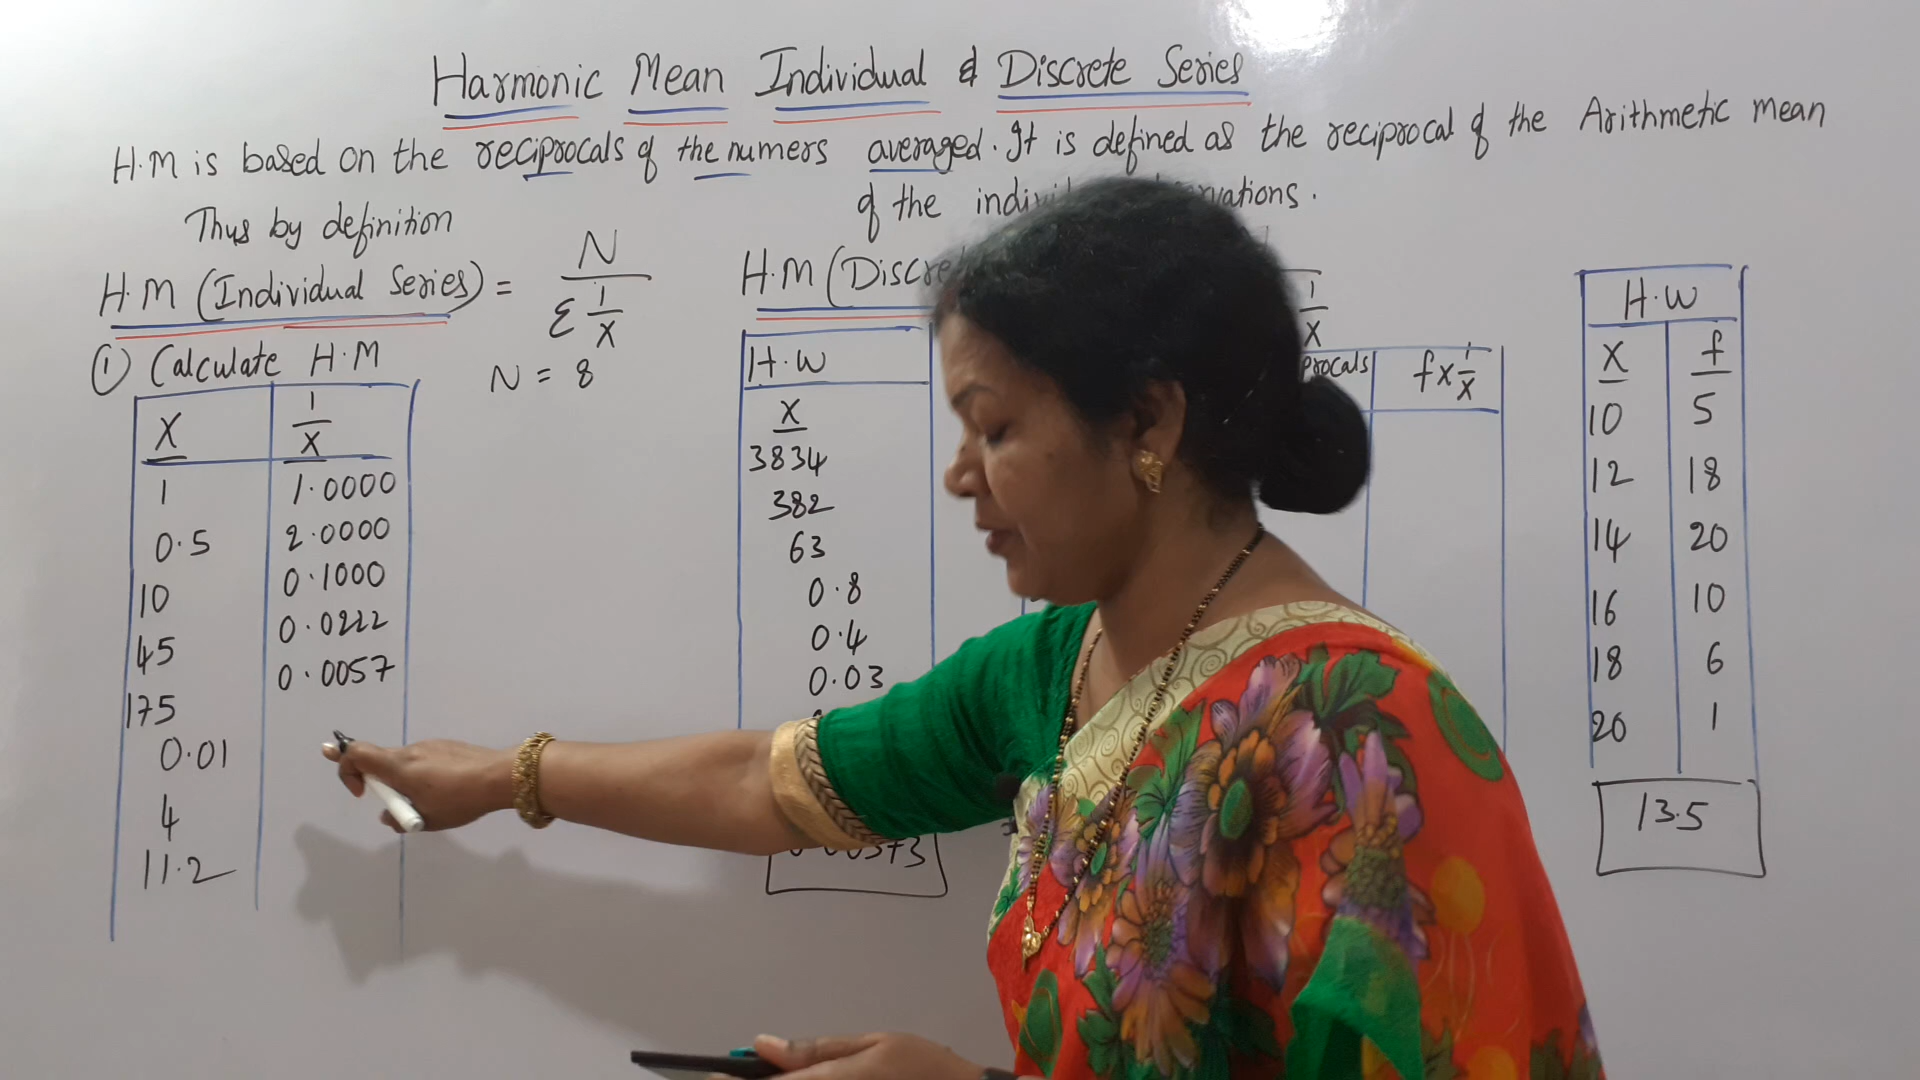 Harmonic Mean Individual & Discrete Series
H.M is based on the reciprocals of the numers averaged. It is defined as the reciprocal of the Arithmetic mean
of the
Thus by definition
H.M (Individual Series) = N / Σ 1/X
N = 8
① Calculate H.M
X 1/X
1 1.0000
0.5 2.0000
10 0.1000
45 0.0222
175 0.0057
0.01
4
11.2
H.M (
1/X
H.W
X
3834
382
63
0.8
0.4
0.03
f x 1/X
H.W
X f
10 5
12 18
14 20
16 10
18 6
20 1
13.5